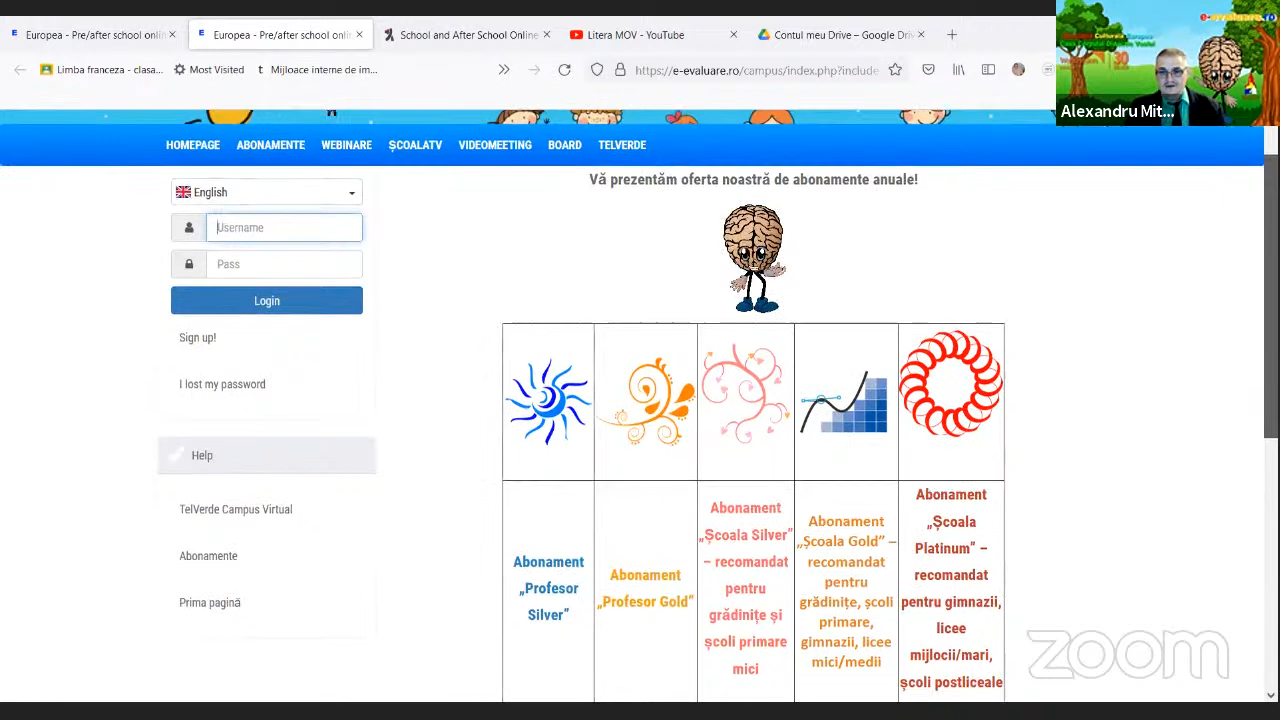 Europea - Pre/after school onlin
Europea - Pre/after school onlin
School and After School Online
Litera MOV - YouTube
Contul meu Drive – Google Dri
Limba franceza - clasa...
Most Visited
Mijloace interne din...
https://e-evaluare.ro/campus/index.php?include
e-evaluare.ro
Alexandru Mit...
HOMEPAGE
ABONAMENTE
WEBINARE
ȘCOALATV
VIDEOMEETING
BOARD
TELVERDE
English
Username
Pass
Login
Sign up!
I lost my password
Help
TelVerde Campus Virtual
Abonamente
Prima pagină
Vă prezentăm oferta noastră de abonamente anuale!
Abonament
„Profesor
Silver”
Abonament
„Profesor Gold”
Abonament
„Școala Silver”
– recomandat
pentru
grădinițe și
școli primare
mici
Abonament
„Școala Gold” –
recomandat
pentru
grădinițe, școli
primare,
gimnazii, licee
mici/medii
Abonament
„Școala
Platinum” –
recomandat
pentru gimnazii,
licee
mijlocii/mari,
școli postliceale
zoom